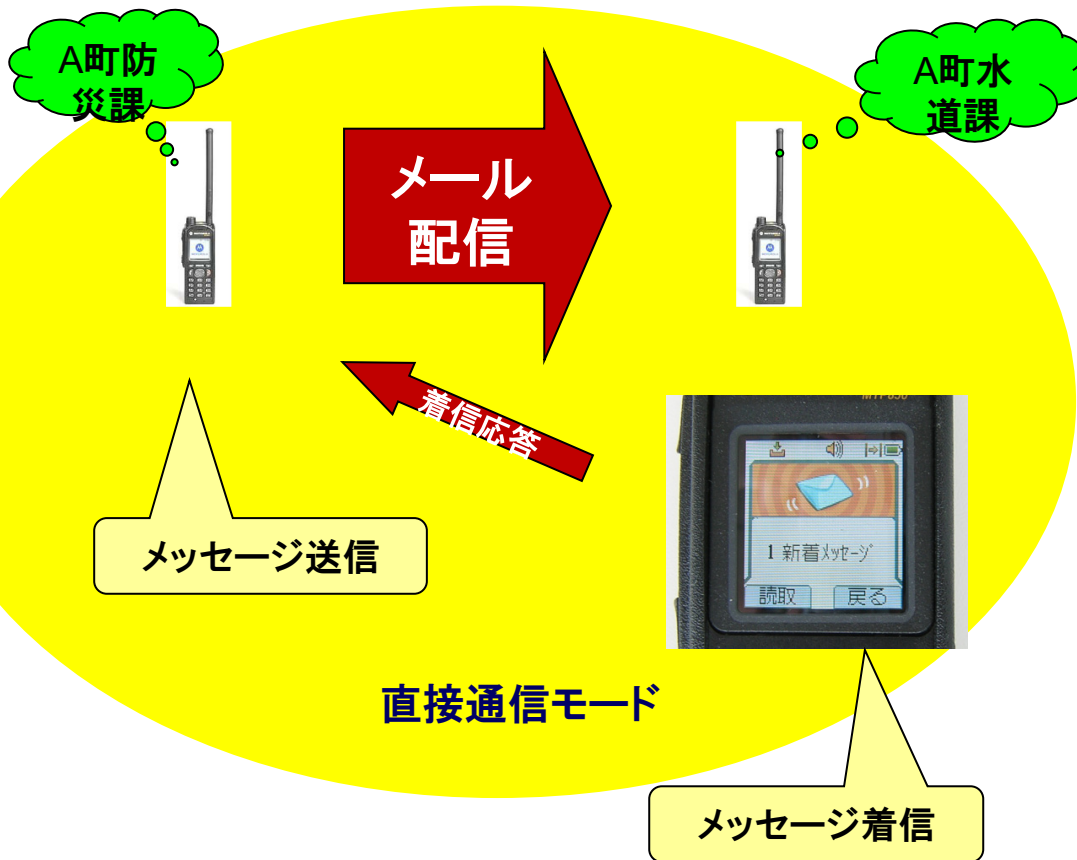 A町防
災課
A町水
道課
メール
配信
着信応答
メッセージ送信
1 新着ﾒｯｾｰｼﾞ
読取
戻る
直接通信モード
メッセージ着信